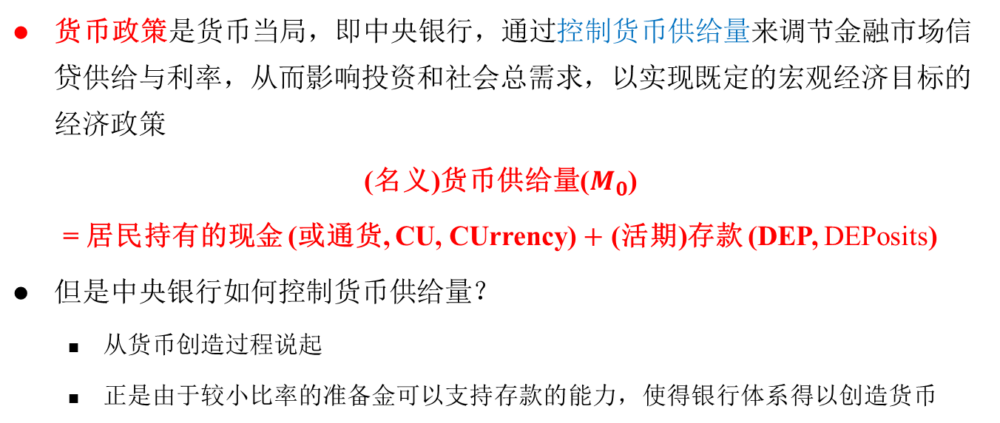 ● 货币政策是货币当局，即中央银行，通过控制货币供给量来调节金融市场信
贷供给与利率，从而影响投资和社会总需求，以实现既定的宏观经济目标的
经济政策
(名义)货币供给量(M₀)
= 居民持有的现金 (或通货, CU, CUrrency) + (活期)存款 (DEP, DEPosits)
● 但是中央银行如何控制货币供给量？
■ 从货币创造过程说起
■ 正是由于较小比率的准备金可以支持存款的能力，使得银行体系得以创造货币